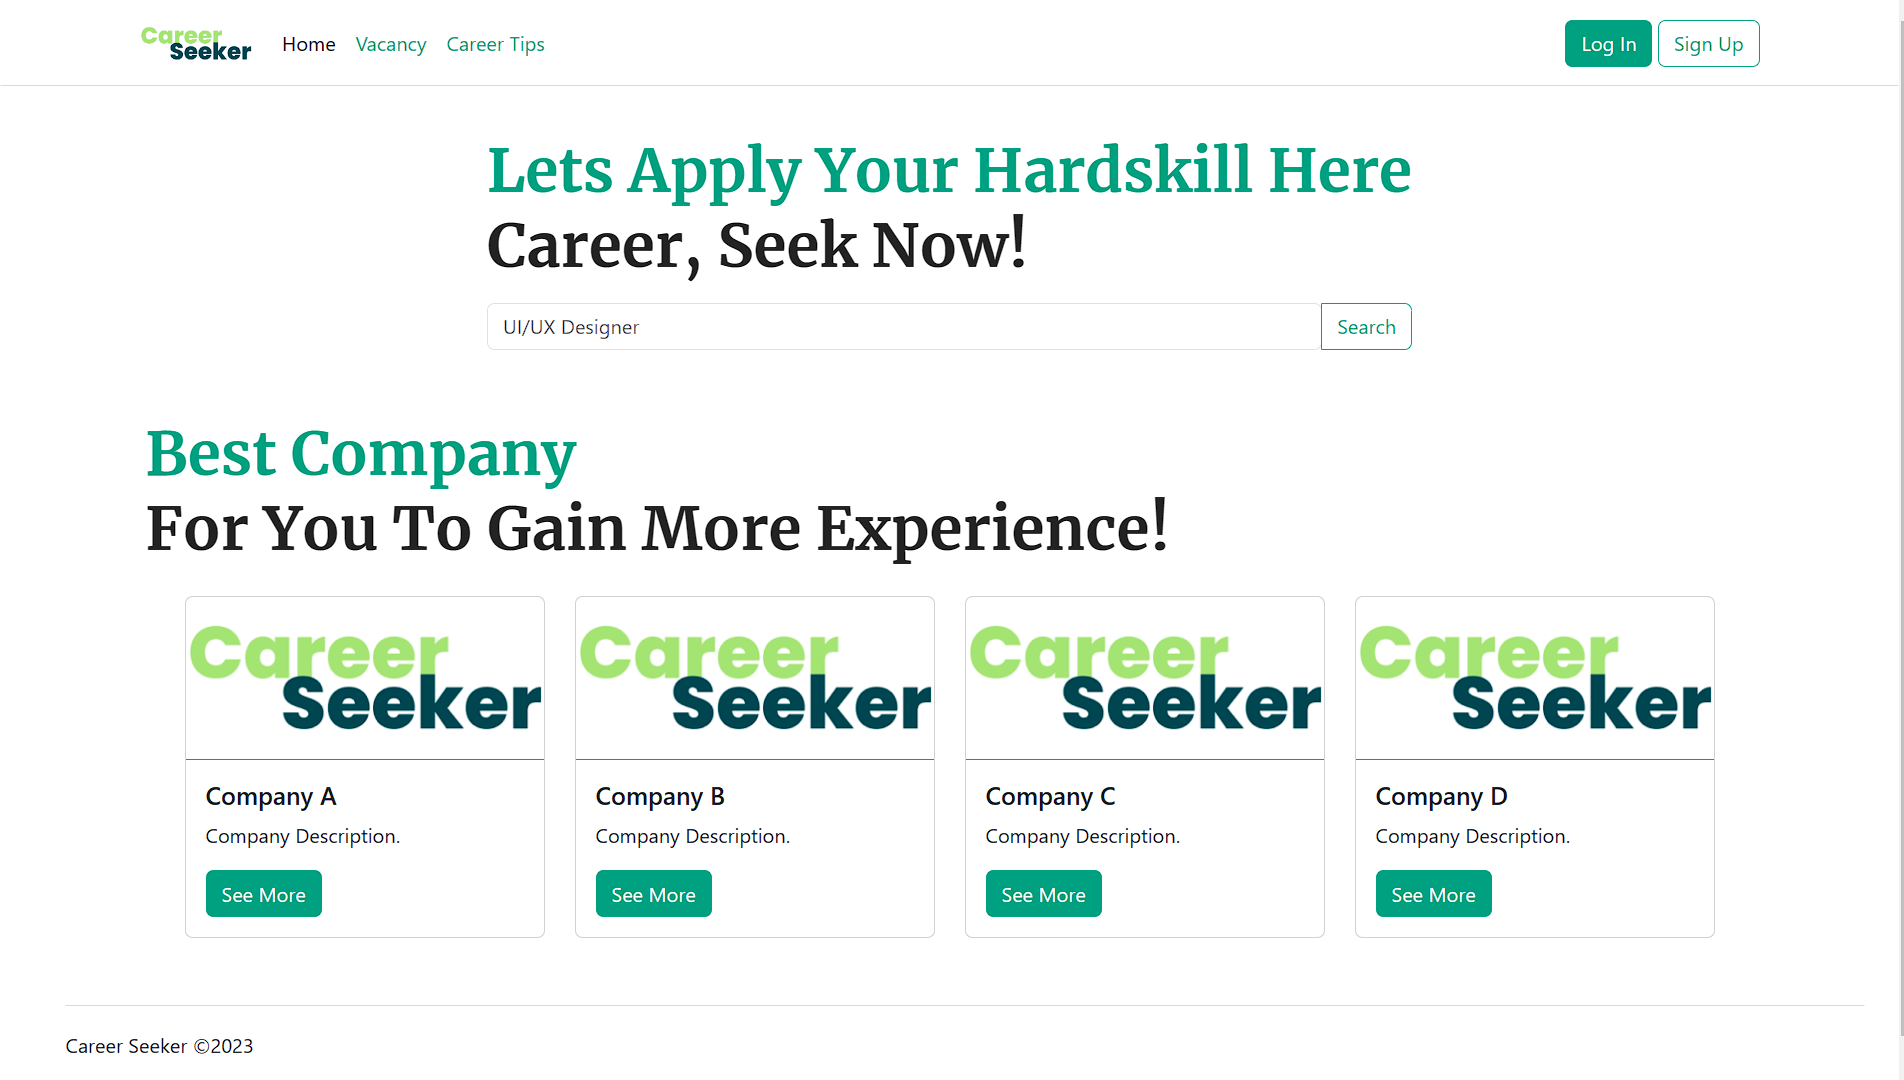 Career
Seeker
Home
Vacancy
Career Tips
Log In
Sign Up
Lets Apply Your Hardskill Here
Career, Seek Now!
UI/UX Designer
Search
Best Company
For You To Gain More Experience!
Career
Seeker
Company A
Company Description.
See More
Career
Seeker
Company B
Company Description.
See More
Career
Seeker
Company C
Company Description.
See More
Career
Seeker
Company D
Company Description.
See More
Career Seeker ©2023